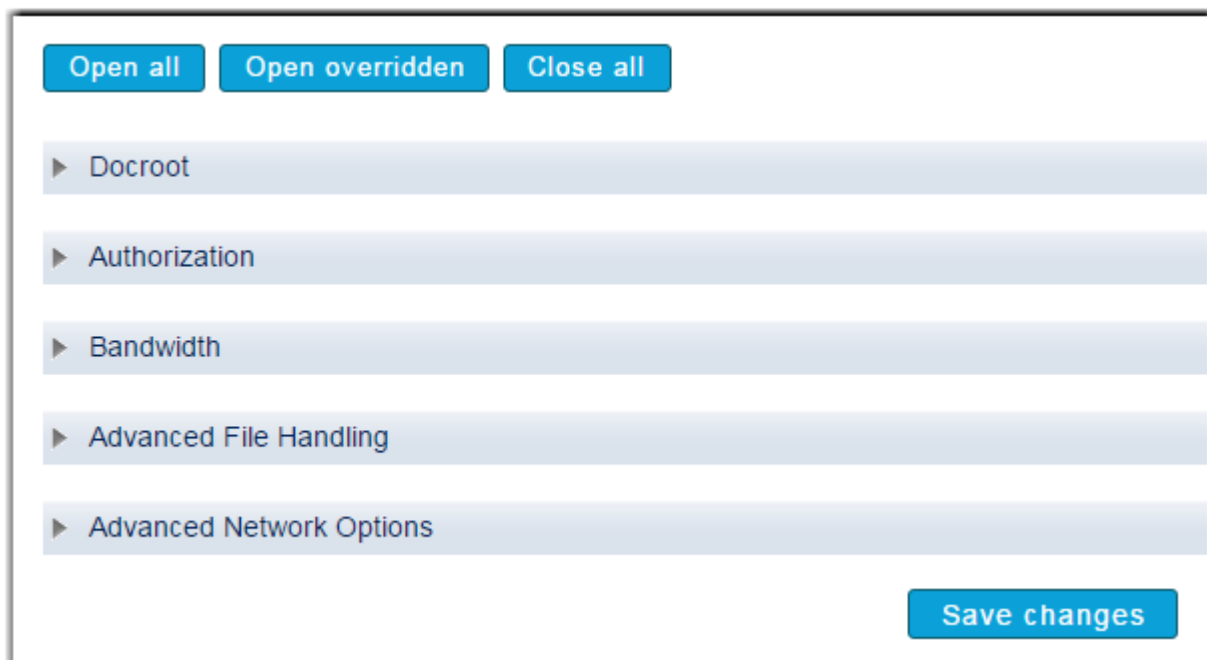 Open all Open overridden Close all
Docroot
Authorization
Bandwidth
Advanced File Handling
Advanced Network Options
Save changes